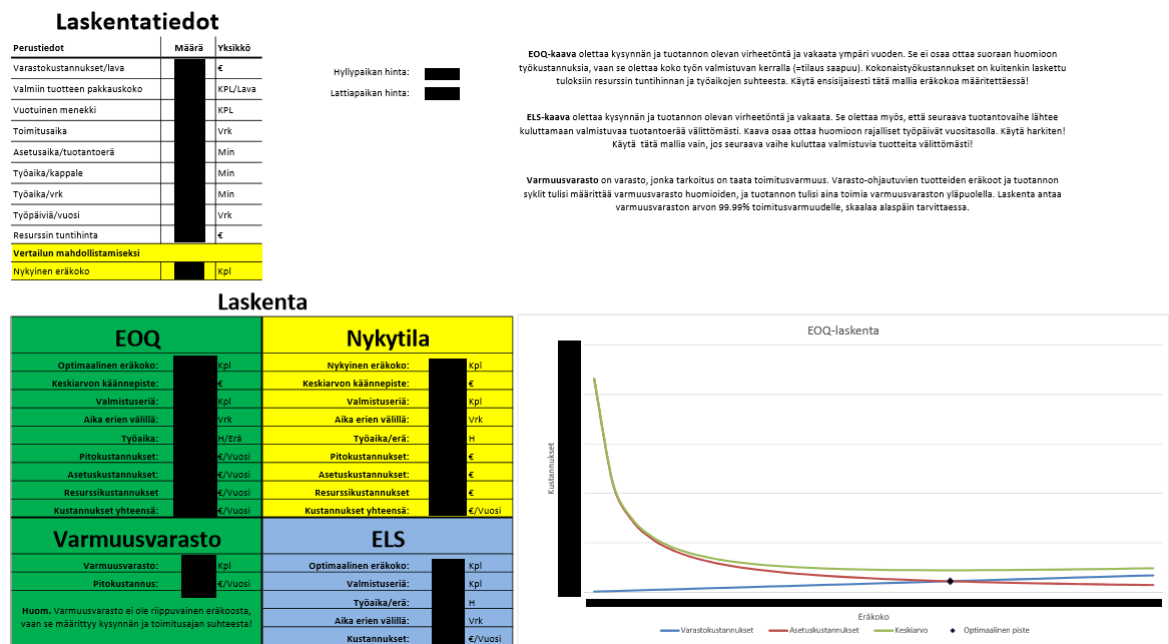 Laskentatiedot
Perustiedot Määrä Yksikkö
Varastokustannukset/lava €
Valmiin tuotteen pakkauskoko KPL/Lava
Vuotuinen menekki KPL
Toimitusaika Vrk
Asetusaika/tuotantoerä Min
Työaika/kappale Min
Työaika/vrk Min
Työpäiviä/vuosi Vrk
Resurssin tuntihinta €
Vertailun mahdollistamiseksi
Nykyinen eräkoko Kpl
Hyllypaikan hinta:
Lattiapaikan hinta:
EOQ-kaava olettaa kysynnän ja tuotannon olevan virheetöntä ja vakaata ympäri vuoden. Se ei osaa ottaa suoraan huomioon
työkustannuksia, vaan se olettaa koko työn valmistuvan kerralla (=tilaus saapuu). Kokonaistyökustannukset on kuitenkin laskettu
tuloksiin resurssin tuntihinnan ja työaikojen suhteesta. Käytä ensisijaisesti tätä mallia eräkokoa määritettäessä!
ELS-kaava olettaa kysynnän ja tuotannon olevan virheetöntä ja vakaata. Se olettaa myös, että seuraava tuotantovaihe lähtee
kuluttamaan valmistuvaa tuotantoerää välittömästi. Kaava osaa ottaa huomioon rajalliset työpäivät vuositasolla. Käytä harkiten!
Käytä tätä mallia vain, jos seuraava vaihe kuluttaa valmistuvia tuotteita välittömästi!
Varmuusvarasto on varasto, jonka tarkoitus on taata toimitusvarmuus. Varasto-ohjautuvien tuotteiden eräkoot ja tuotannon
syklit tulisi määrittää varmuusvarasto huomioiden, ja tuotannon tulisi aina toimia varmuusvaraston yläpuolella. Laskenta antaa
varmuusvaraston arvon 99.99% toimitusvarmuudelle, skaalaa alaspäin tarvittaessa.
Laskenta
EOQ
Optimaalinen eräkoko: Kpl
Keskiarvon käännepiste: €
Valmistuseriä: Kpl
Aika erien välillä: Vrk
Työaika: H/Erä
Pitokustannukset: €/Vuosi
Asetuskustannukset: €/Vuosi
Resurssikustannukset €/Vuosi
Kustannukset yhteensä: €/Vuosi
Nykytila
Nykyinen eräkoko: Kpl
Keskiarvon käännepiste: €
Valmistuseriä: Kpl
Aika erien välillä: Vrk
Työaika/erä: H
Pitokustannukset: €
Asetuskustannukset: €
Resurssikustannukset €
Kustannukset yhteensä: €/Vuosi
Varmuusvarasto
Varmuusvarasto: Kpl
Pitokustannus: €/Vuosi
Huom. Varmuusvarasto ei ole riippuvainen eräkoosta,
vaan se määrittyy kysynnän ja toimitusajan suhteesta!
ELS
Optimaalinen eräkoko: Kpl
Valmistuseriä: Kpl
Työaika/erä: H
Aika erien välillä: Vrk
Kustannukset: €/Vuosi
EOQ-laskenta
Kustannukset
Eräkoko
Varastokustannukset Asetuskustannukset Keskiarvo Optimaalinen piste